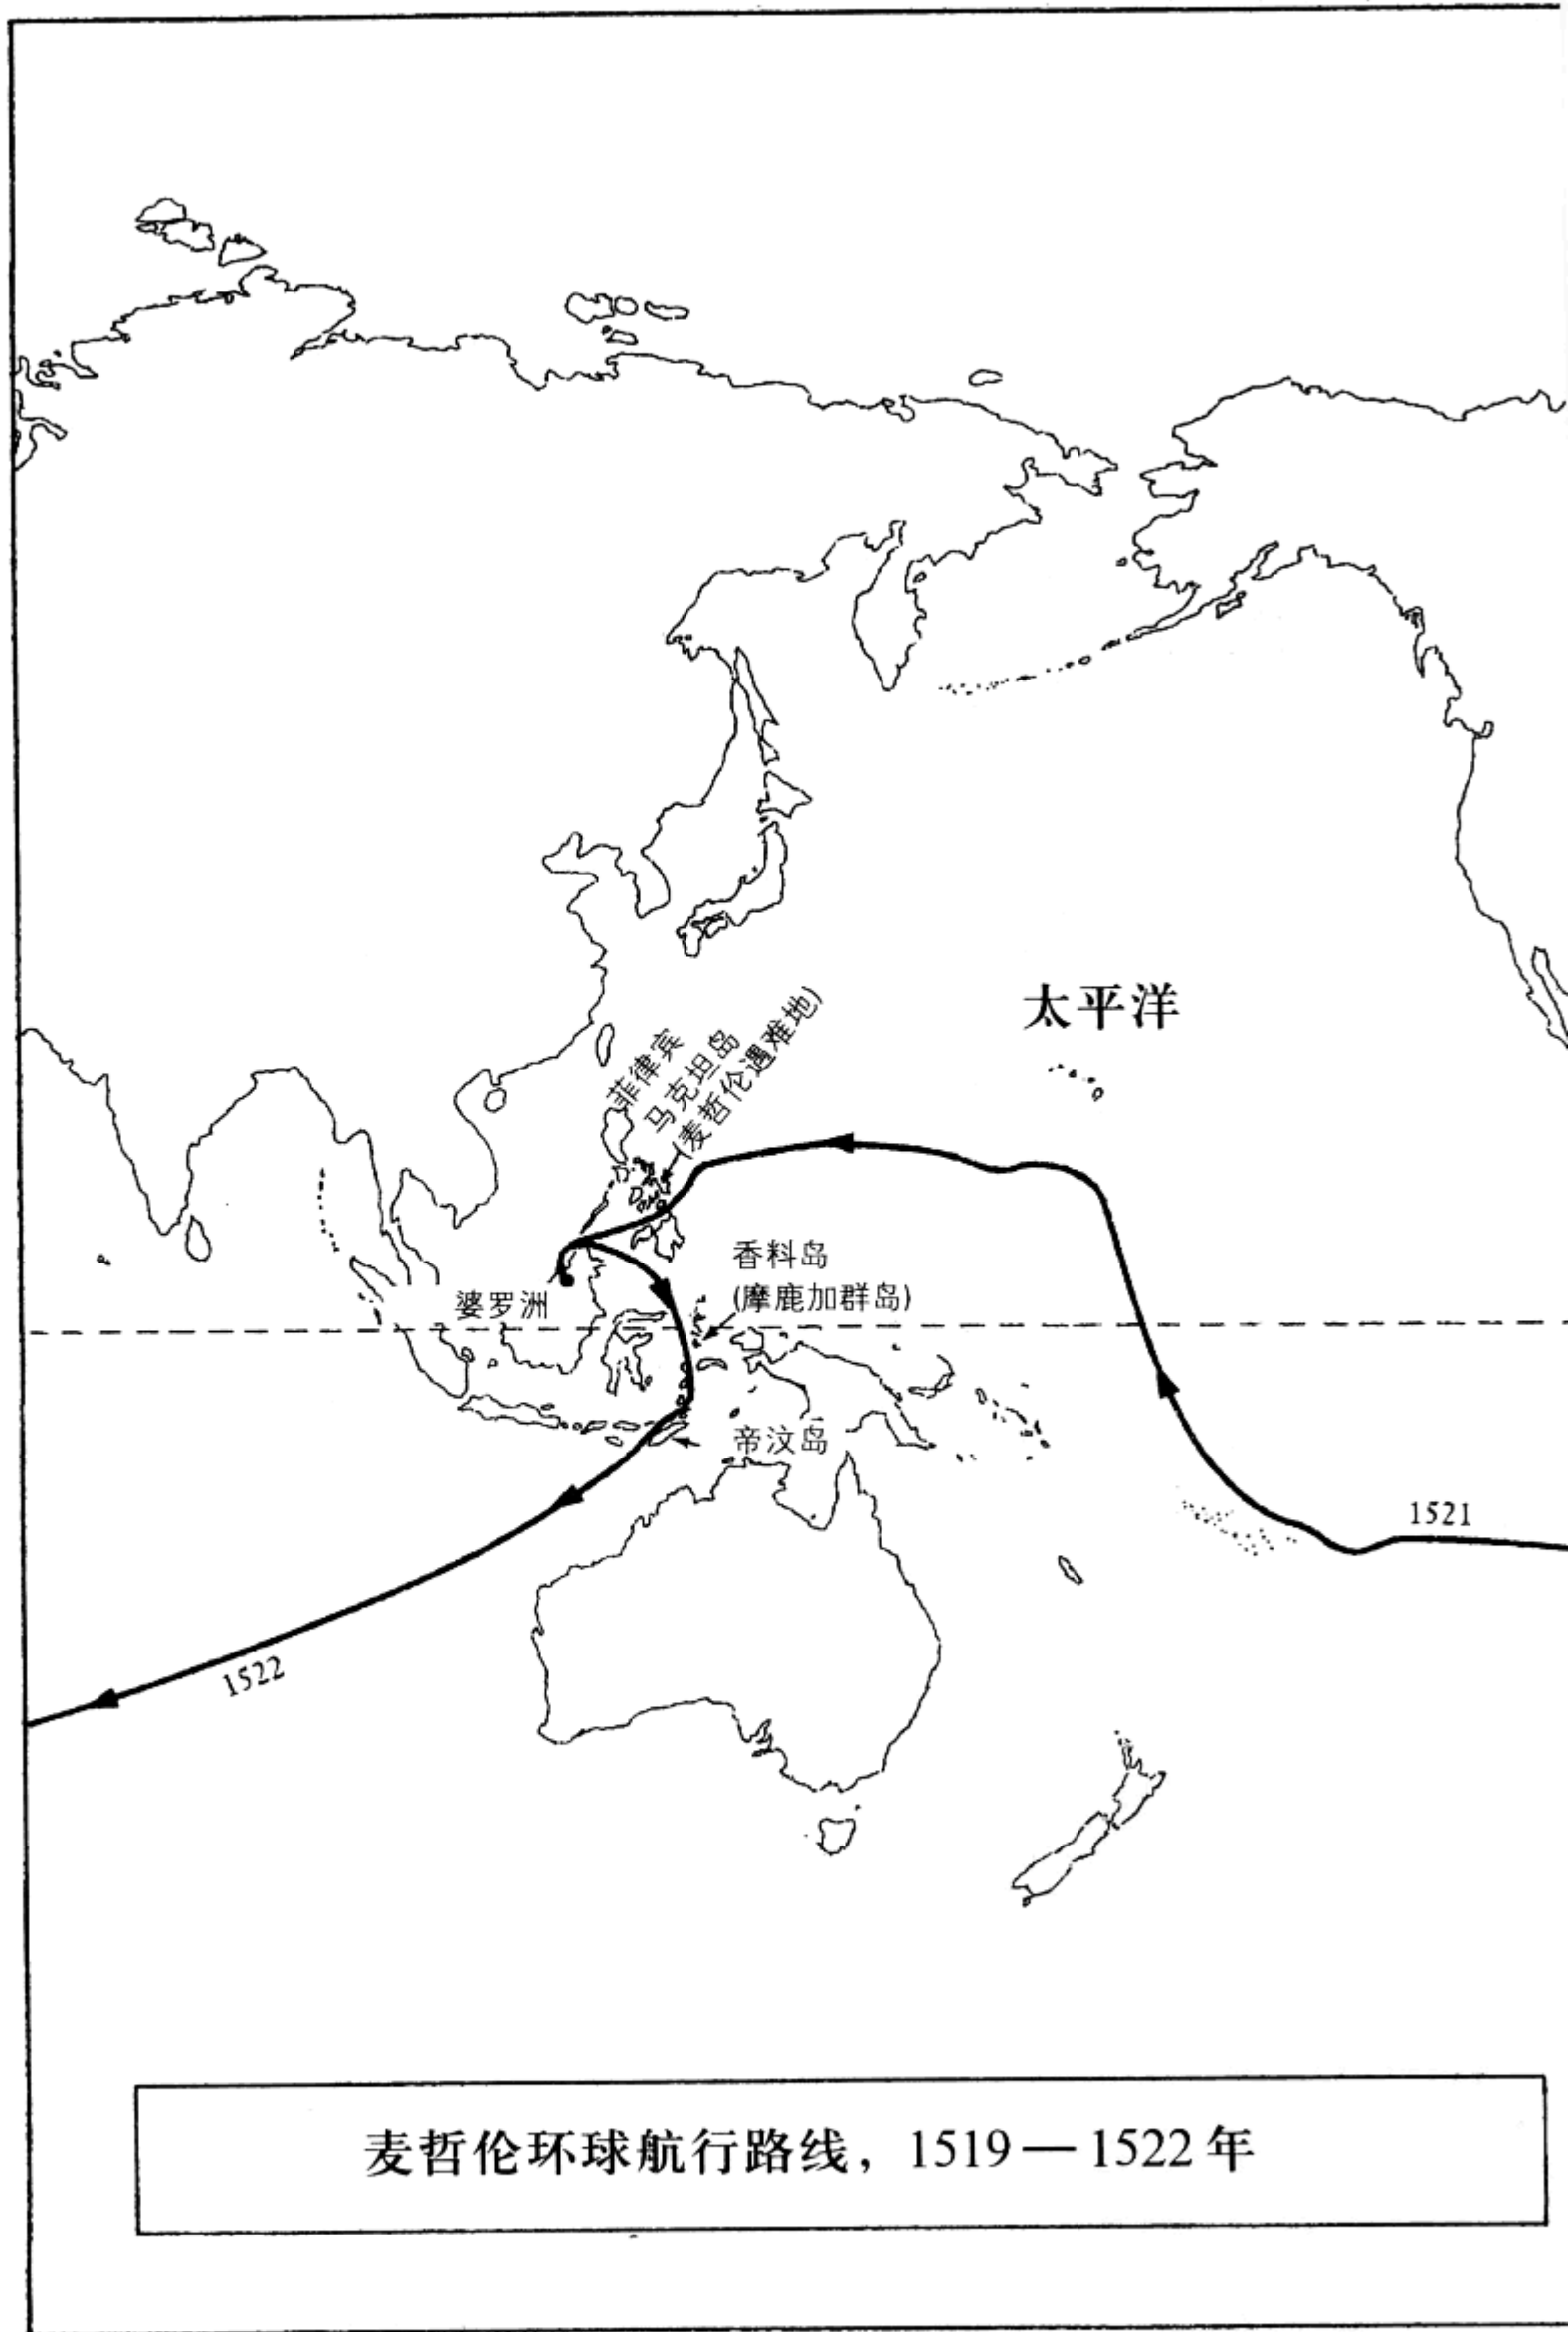 太平洋
菲律宾
马克坦岛
(麦哲伦遇难地)
香料岛
(摩鹿加群岛)
婆罗洲
帝汶岛
1521
1522
麦哲伦环球航行路线，1519—1522年